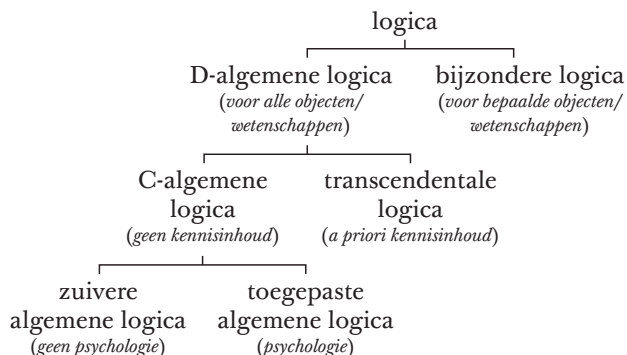 logica
D-algemene logica
(voor alle objecten/
wetenschappen)
bijzondere logica
(voor bepaalde objecten/
wetenschappen)
C-algemene
logica
(geen kennisinhoud)
transcendentale
logica
(a priori kennisinhoud)
zuivere
algemene logica
(geen psychologie)
toegepaste
algemene logica
(psychologie)